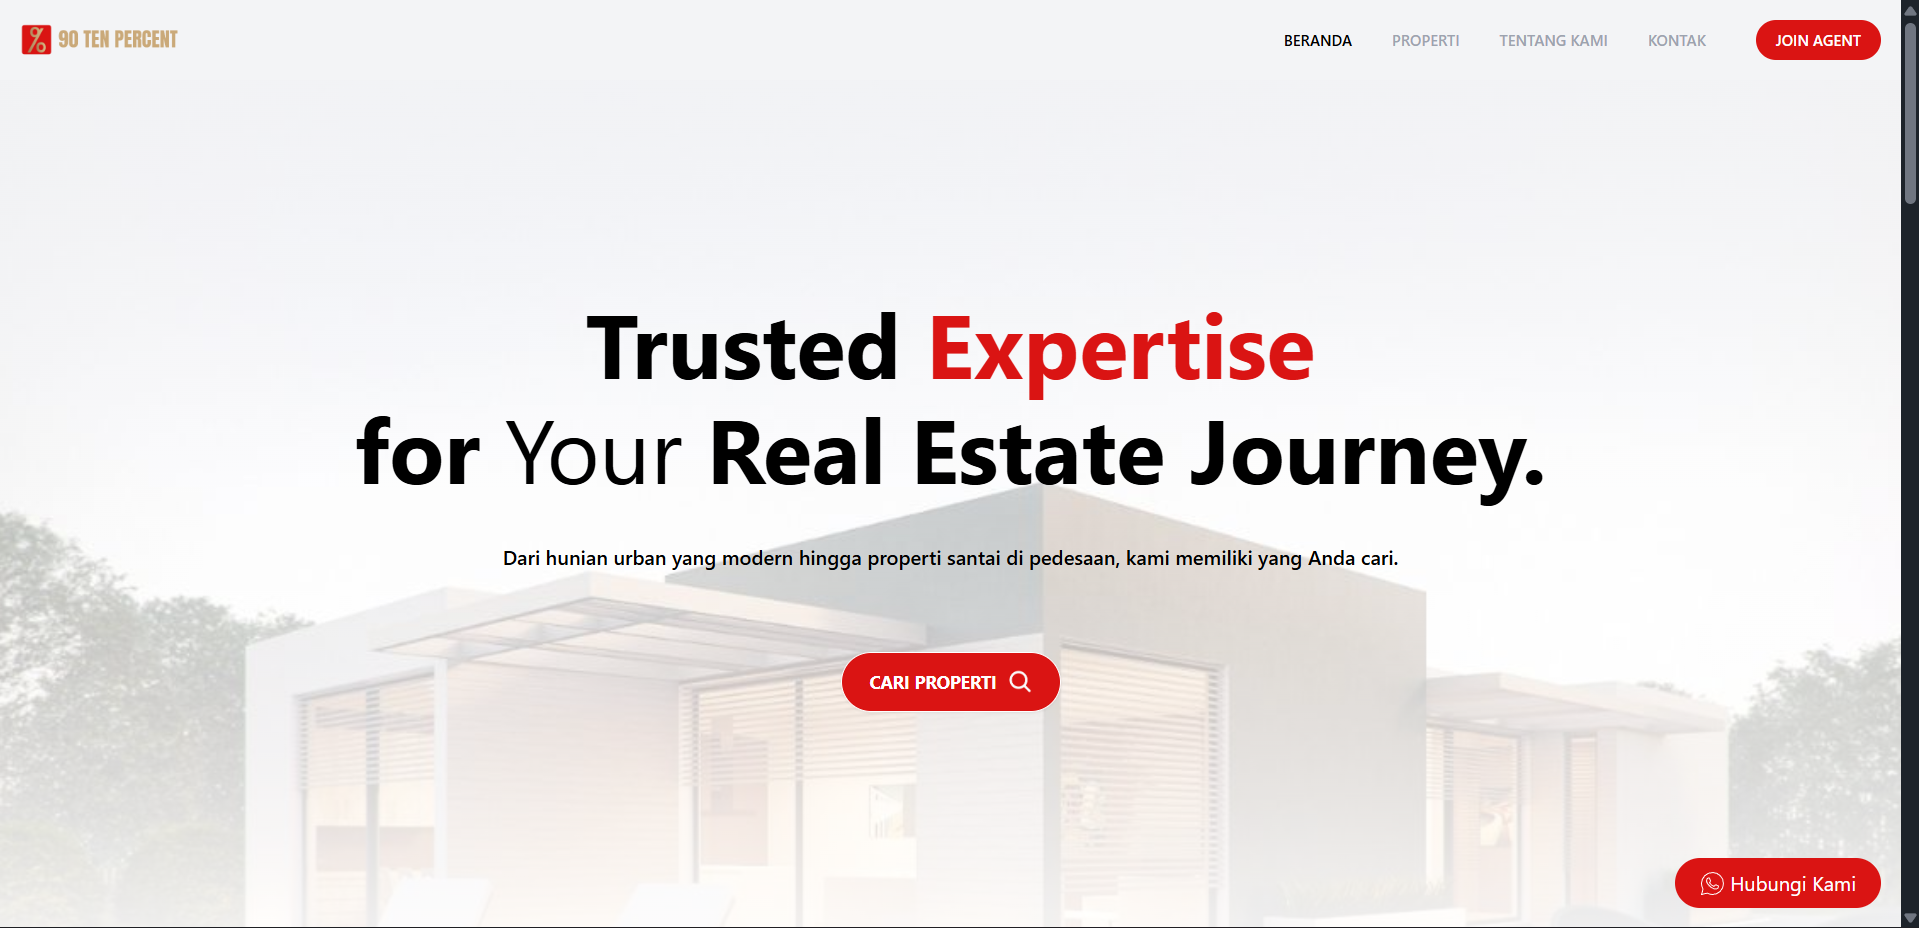 % 90 TEN PERCENT
BERANDA
PROPERTI
TENTANG KAMI
KONTAK
JOIN AGENT
Trusted Expertise
for Your Real Estate Journey.
Dari hunian urban yang modern hingga properti santai di pedesaan, kami memiliki yang Anda cari.
CARI PROPERTI
Hubungi Kami